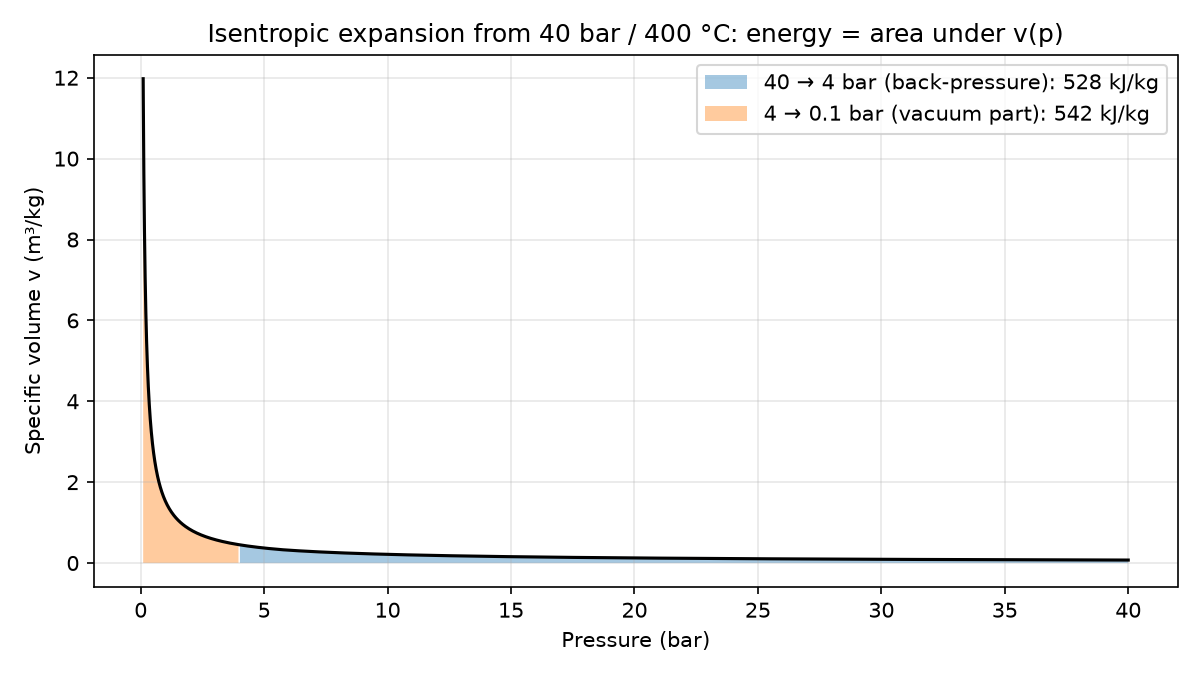 Isentropic expansion from 40 bar / 400 °C: energy = area under v(p)
40 → 4 bar (back-pressure): 528 kJ/kg
4 → 0.1 bar (vacuum part): 542 kJ/kg
Specific volume v (m³/kg)
12
10
8
6
4
2
0
0 5 10 15 20 25 30 35 40
Pressure (bar)